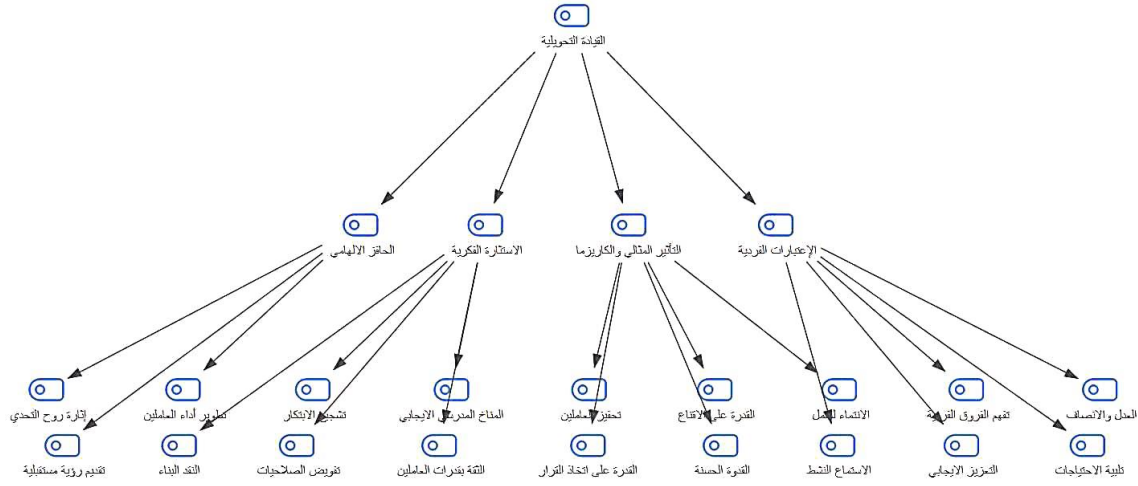 القيادة التحويلية
الإعتبارات الفردية
التأثير المثالي والكاريزما
الاستثارة الفكرية
الحافز الالهامي
العدل والانصاف
تفهم الفروق الفردية
الانتماء للعمل
القدرة على الاقناع
تحفيز العاملين
المناخ المدرسي الايجابي
تشجيع الابتكار
تطوير أداء العاملين
إثارة روح التحدي
تلبية الاحتياجات
التعزيز الايجابي
الاستماع النشط
القدوة الحسنة
القدرة على اتخاذ القرار
الثقة بقدرات العاملين
تفويض الصلاحيات
النقد البناء
تقديم رؤية مستقبلية